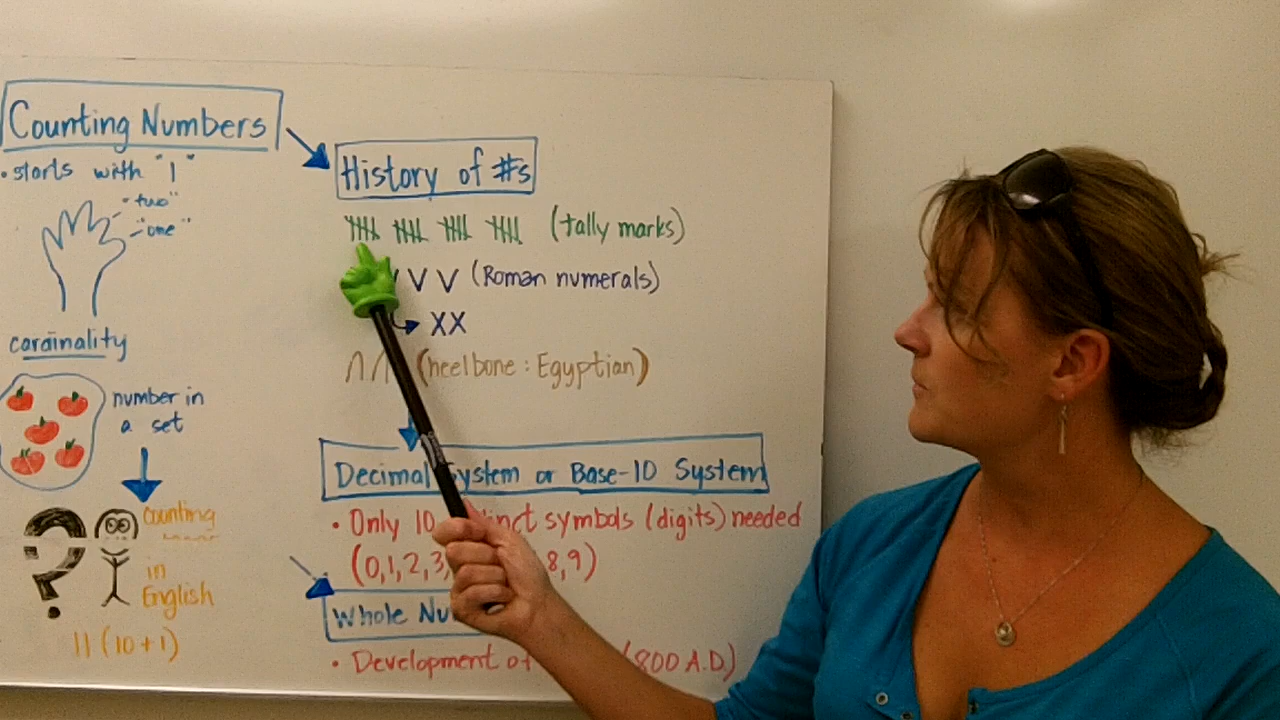 Counting Numbers
• starts with "1"
"two"
"one"
cardinality
number in
a set
counting
in
English
11 (10+1)
History of #s
(tally marks)
V V (Roman numerals)
XX
∩ ∩ (heelbone : Egyptian)
Decimal System or Base-10 System
• Only 10 symbols (digits) needed
(0,1,2,3, 8,9)
Whole
• Development of (800 A.D.)